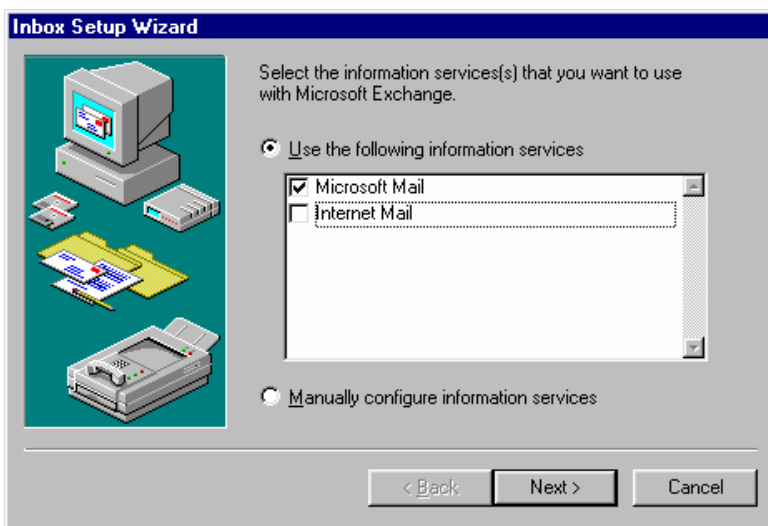 Inbox Setup Wizard
Select the information services(s) that you want to use
with Microsoft Exchange.
Use the following information services
Microsoft Mail
Internet Mail
Manually configure information services
< Back
Next >
Cancel